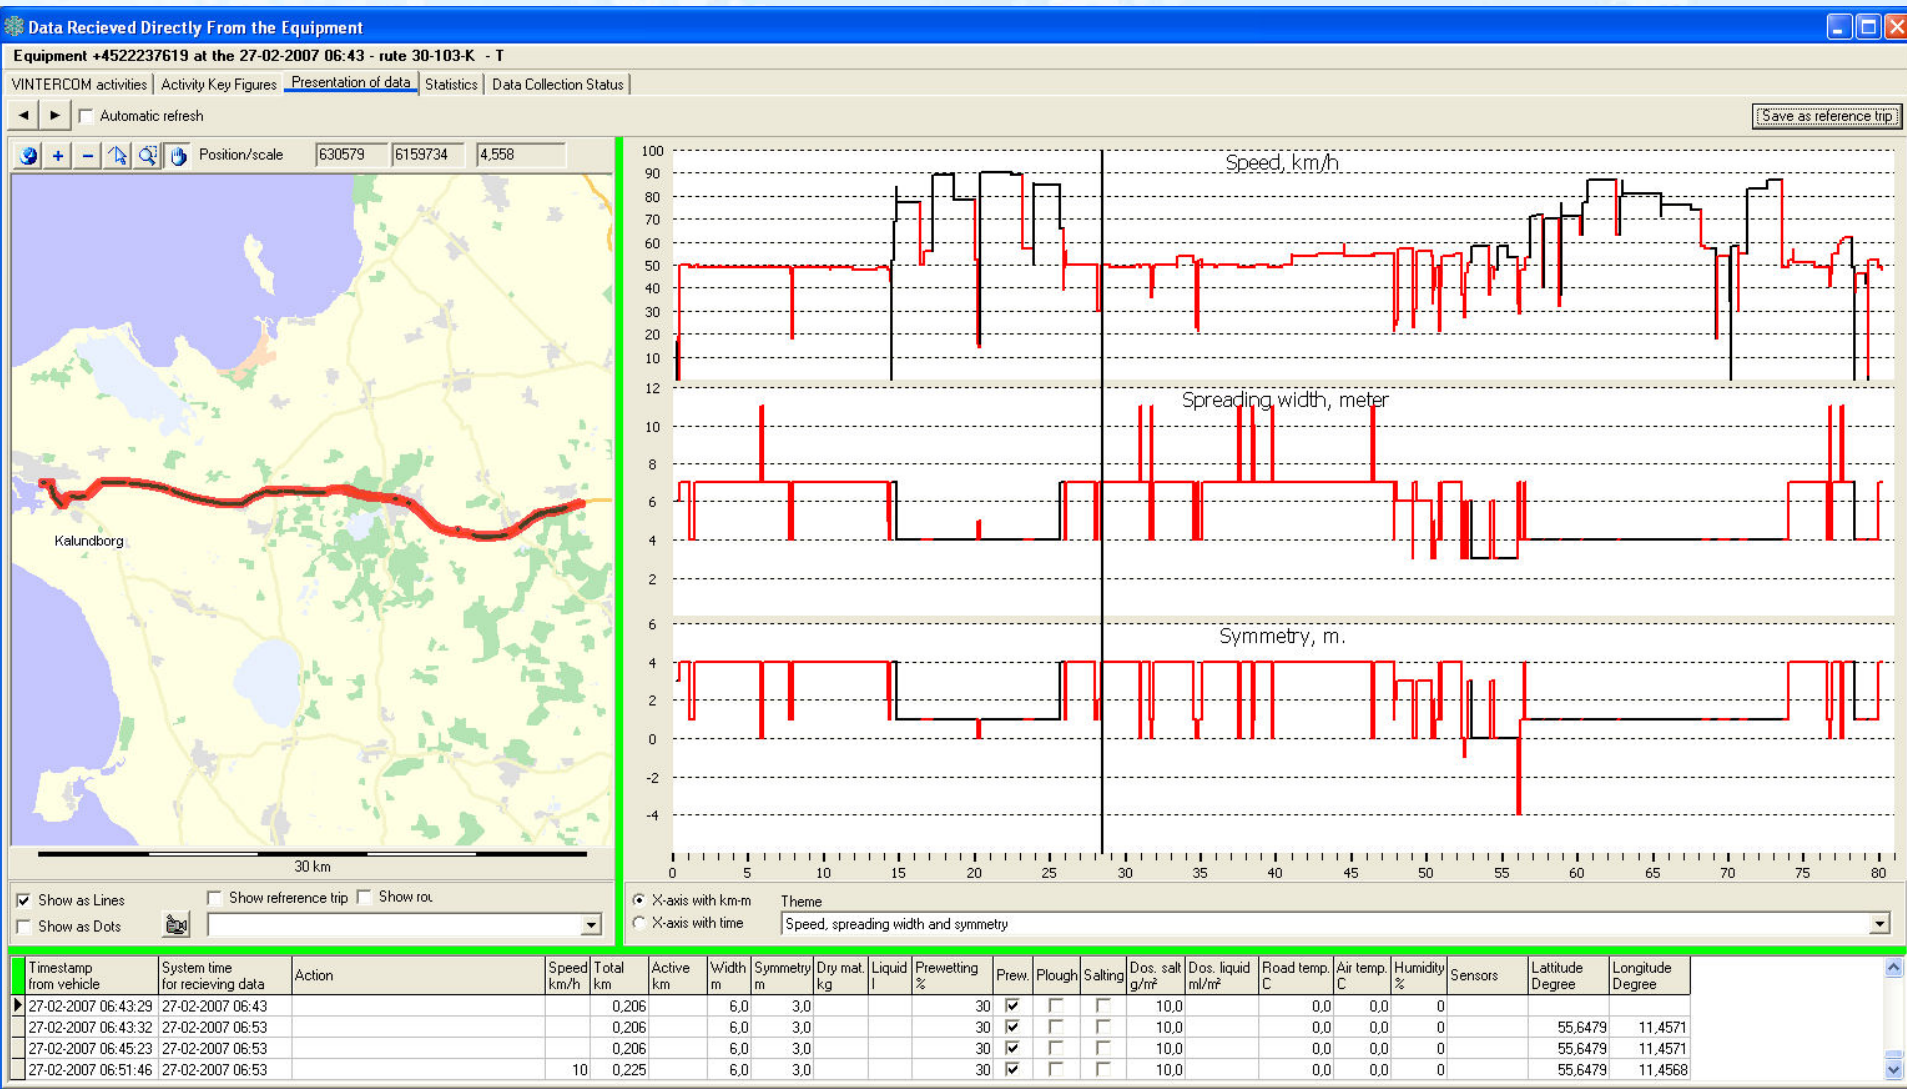 Data Recieved Directly From the Equipment
Equipment +4522237619 at the 27-02-2007 06:43 - rute 30-103-K - T
VINTERCOM activities Activity Key Figures Presentation of data Statistics Data Collection Status
Automatic refresh Save as reference trip
Position/scale 630579 6159734 4,558
Kalundborg
30 km
Speed, km/h
100
90
80
70
60
50
40
30
20
10
Spreading width, meter
12
10
8
6
4
2
Symmetry, m.
6
4
2
0
-2
-4
0 5 10 15 20 25 30 35 40 45 50 55 60 65 70 75 80
Show as Lines Show refrerence trip Show rou
Show as Dots
X-axis with km-m Theme
X-axis with time Speed, spreading width and symmetry
Timestamp from vehicle System time for recieving data Action Speed km/h Total km Active km Width m Symmetry m Dry mat. kg Liquid l Prewetting % Prew. Plough Salting Dos. salt g/m² Dos. liquid ml/m² Road temp. C Air temp. C Humidity % Sensors Lattitude Degree Longitude Degree
27-02-2007 06:43:29 27-02-2007 06:43 0,206 6,0 3,0 30 10,0 0,0 0,0 0
27-02-2007 06:43:32 27-02-2007 06:53 0,206 6,0 3,0 30 10,0 0,0 0,0 0 55,6479 11,4571
27-02-2007 06:45:23 27-02-2007 06:53 0,206 6,0 3,0 30 10,0 0,0 0,0 0 55,6479 11,4571
27-02-2007 06:51:46 27-02-2007 06:53 10 0,225 6,0 3,0 30 10,0 0,0 0,0 0 55,6479 11,4568